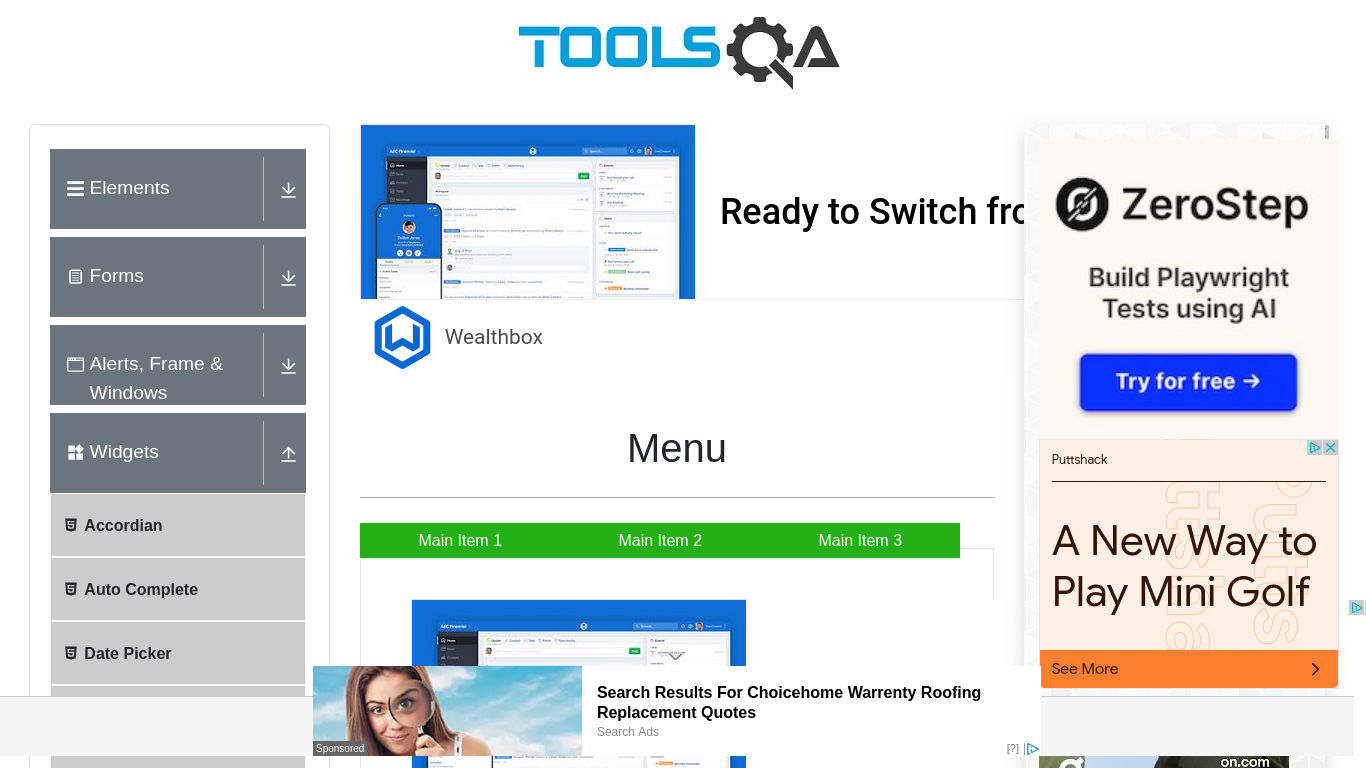 TOOLSQA
Elements
Forms
Alerts, Frame &
Windows
Widgets
Accordian
Auto Complete
Date Picker
Ready to Switch fro
Wealthbox
Menu
Main Item 1
Main Item 2
Main Item 3
ZeroStep
Build Playwright
Tests using AI
Try for free →
Puttshack
A New Way to
Play Mini Golf
See More
Search Results For Choicehome Warrenty Roofing
Replacement Quotes
Search Ads
Sponsored
[?]
on.com